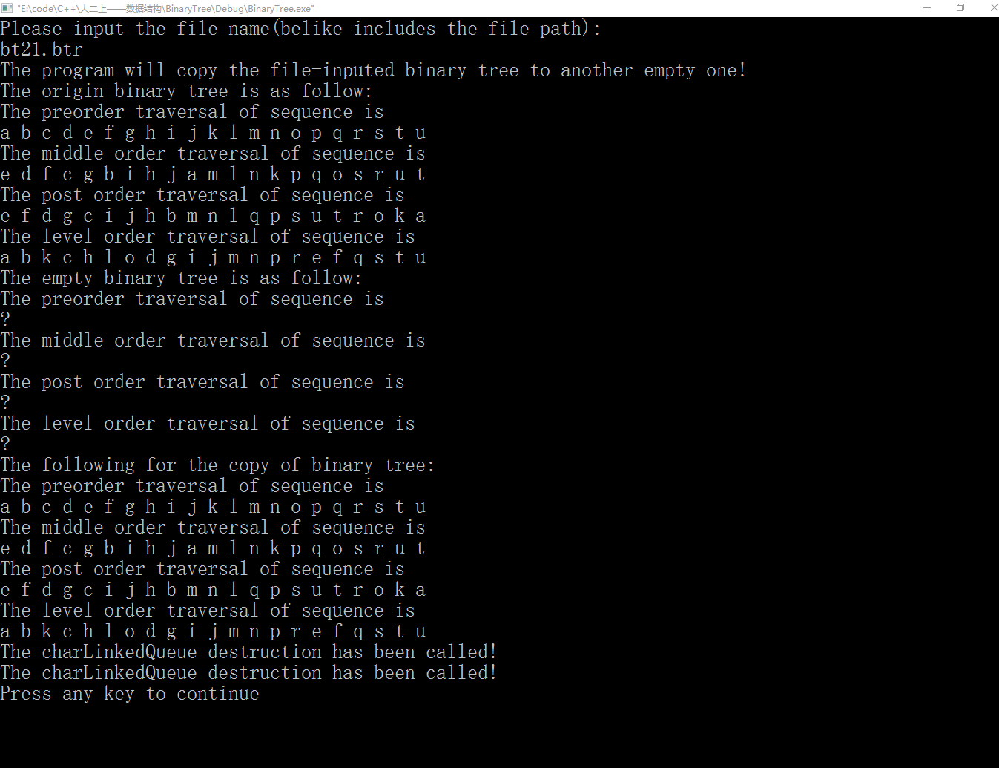 "E:\code\C++\大二上——数据结构\BinaryTree\Debug\BinaryTree.exe"
Please input the file name(belike includes the file path):
bt21.btr
The program will copy the file-inputed binary tree to another empty one!
The origin binary tree is as follow:
The preorder traversal of sequence is
a b c d e f g h i j k l m n o p q r s t u
The middle order traversal of sequence is
e d f c g b i h j a m l n k p q o s r u t
The post order traversal of sequence is
e f d g c i j h b m n l q p s u t r o k a
The level order traversal of sequence is
a b k c h l o d g i j m n p r e f q s t u
The empty binary tree is as follow:
The preorder traversal of sequence is
?
The middle order traversal of sequence is
?
The post order traversal of sequence is
?
The level order traversal of sequence is
?
The following for the copy of binary tree:
The preorder traversal of sequence is
a b c d e f g h i j k l m n o p q r s t u
The middle order traversal of sequence is
e d f c g b i h j a m l n k p q o s r u t
The post order traversal of sequence is
e f d g c i j h b m n l q p s u t r o k a
The level order traversal of sequence is
a b k c h l o d g i j m n p r e f q s t u
The charLinkedQueue destruction has been called!
The charLinkedQueue destruction has been called!
Press any key to continue